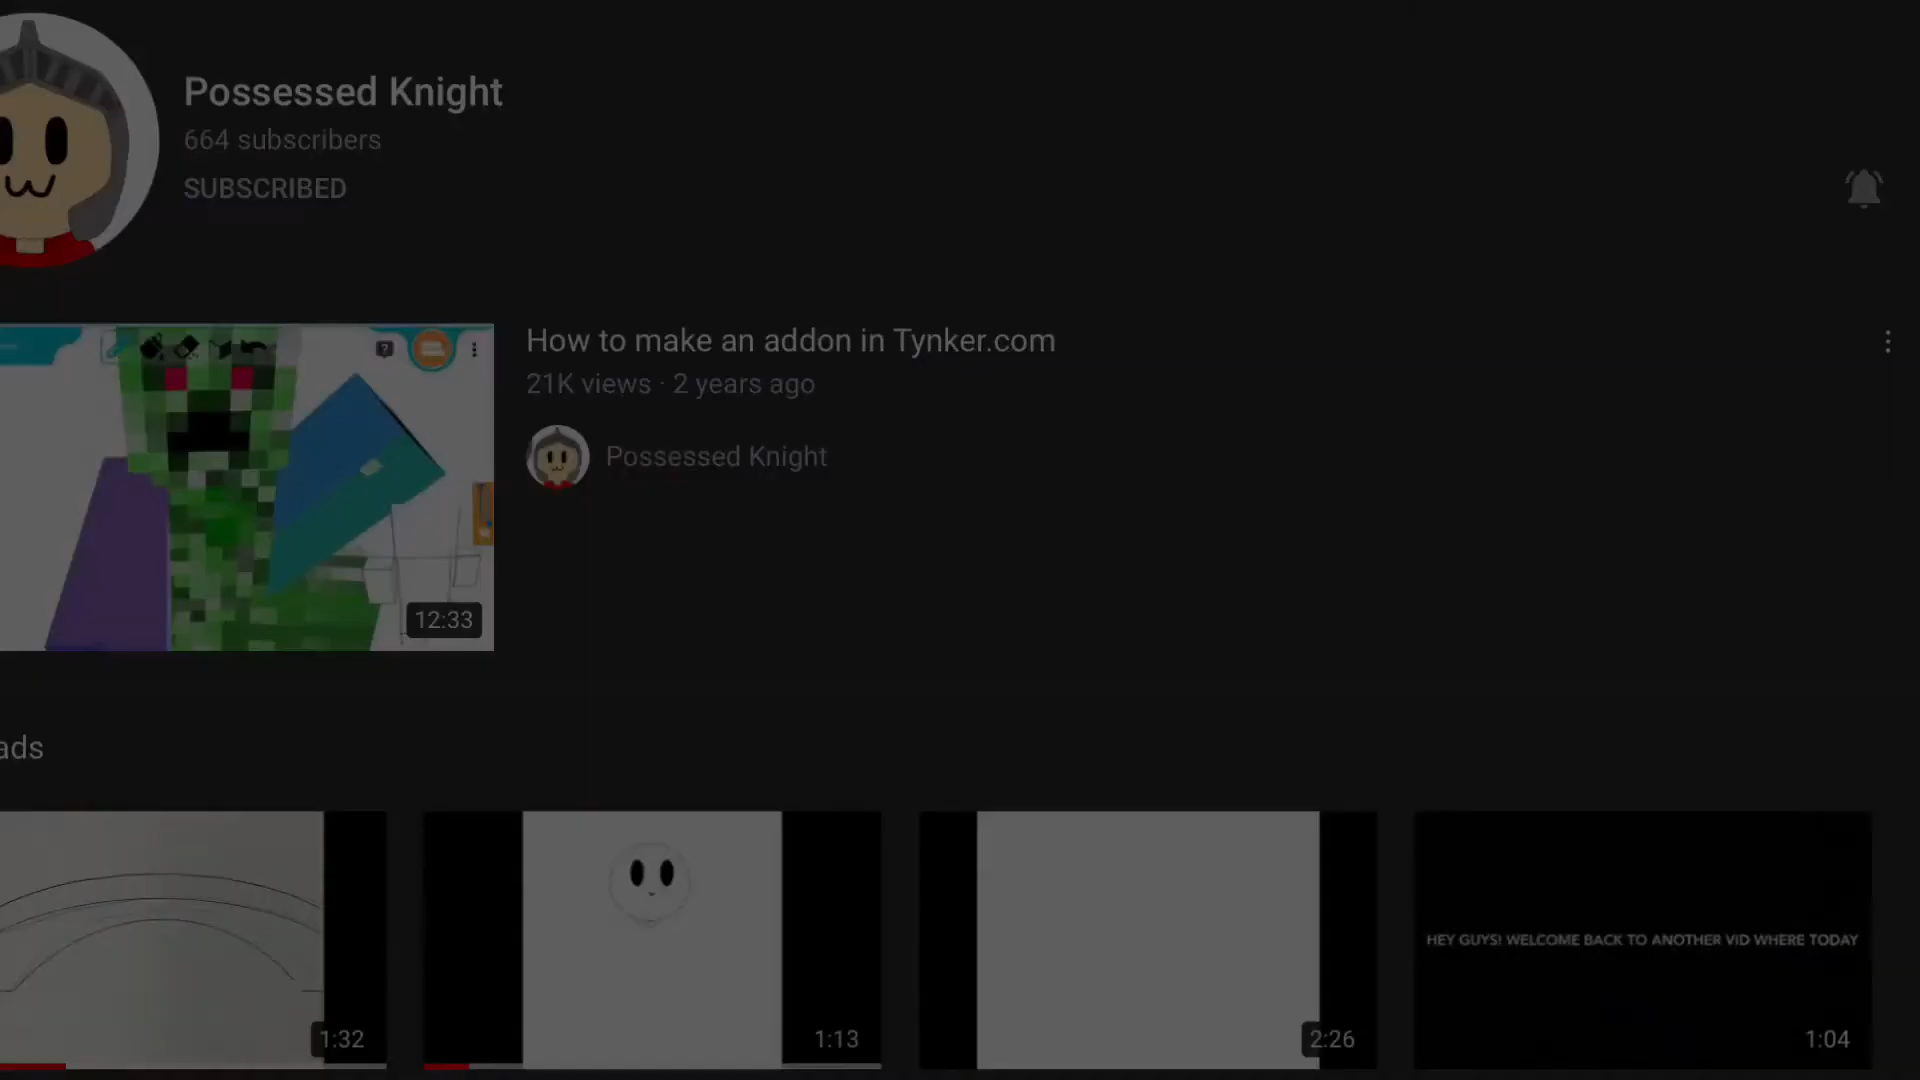 Possessed Knight
664 subscribers
SUBSCRIBED
How to make an addon in Tynker.com
21K views · 2 years ago
Possessed Knight
12:33
ads
HEY GUYS! WELCOME BACK TO ANOTHER VID WHERE TODAY
1:32
1:13
2:26
1:04